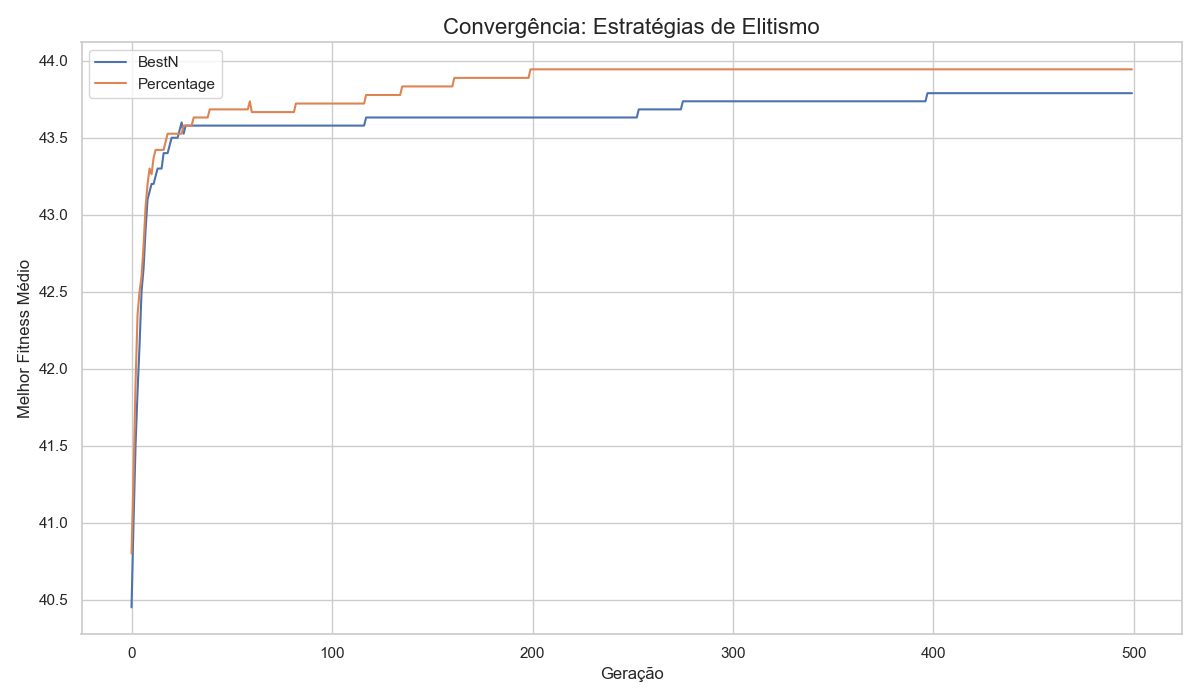 Convergência: Estratégias de Elitismo
BestN
Percentage
Melhor Fitness Médio
44.0
43.5
43.0
42.5
42.0
41.5
41.0
40.5
0 100 200 300 400 500
Geração